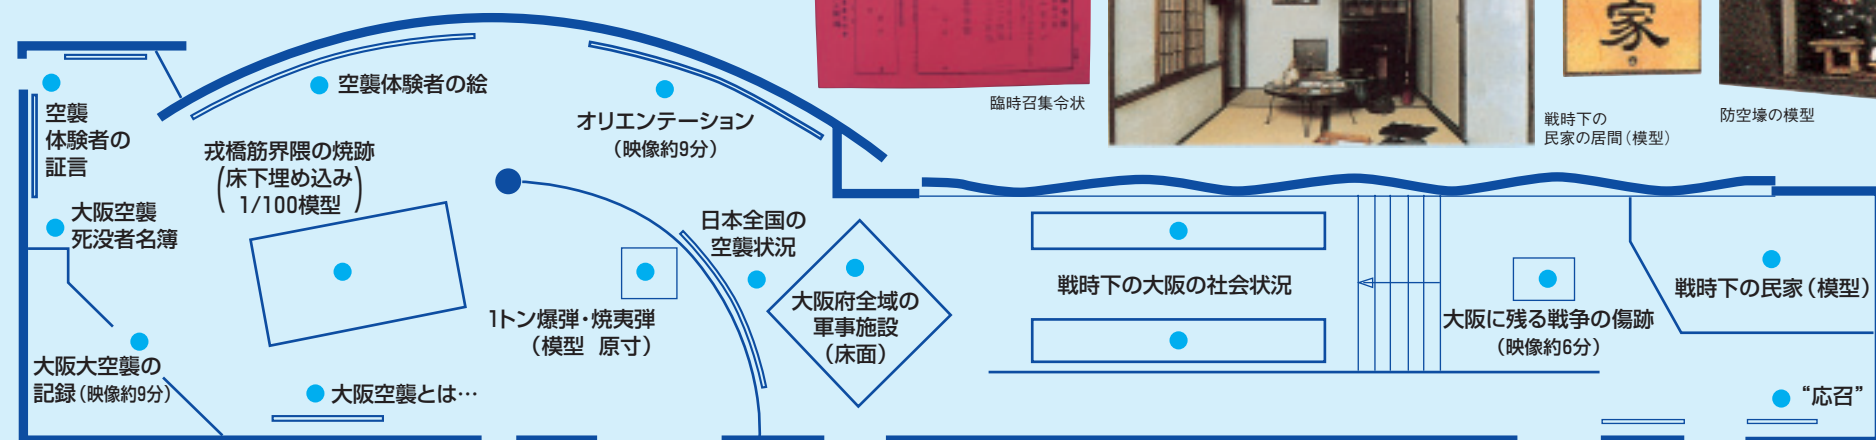 臨時召集令状
家
戦時下の
民家の居間（模型）
防空壕の模型
空襲
体験者の
証言
空襲体験者の絵
オリエンテーション
（映像約9分）
戎橋筋界隈の焼跡
（床下埋め込み
1/100模型）
大阪空襲
死没者名簿
日本全国の
空襲状況
1トン爆弾・焼夷弾
（模型 原寸）
大阪府全域の
軍事施設
（床面）
戦時下の大阪の社会状況
大阪に残る戦争の傷跡
（映像約6分）
戦時下の民家（模型）
大阪大空襲の
記録（映像約9分）
大阪空襲とは…
“応召”